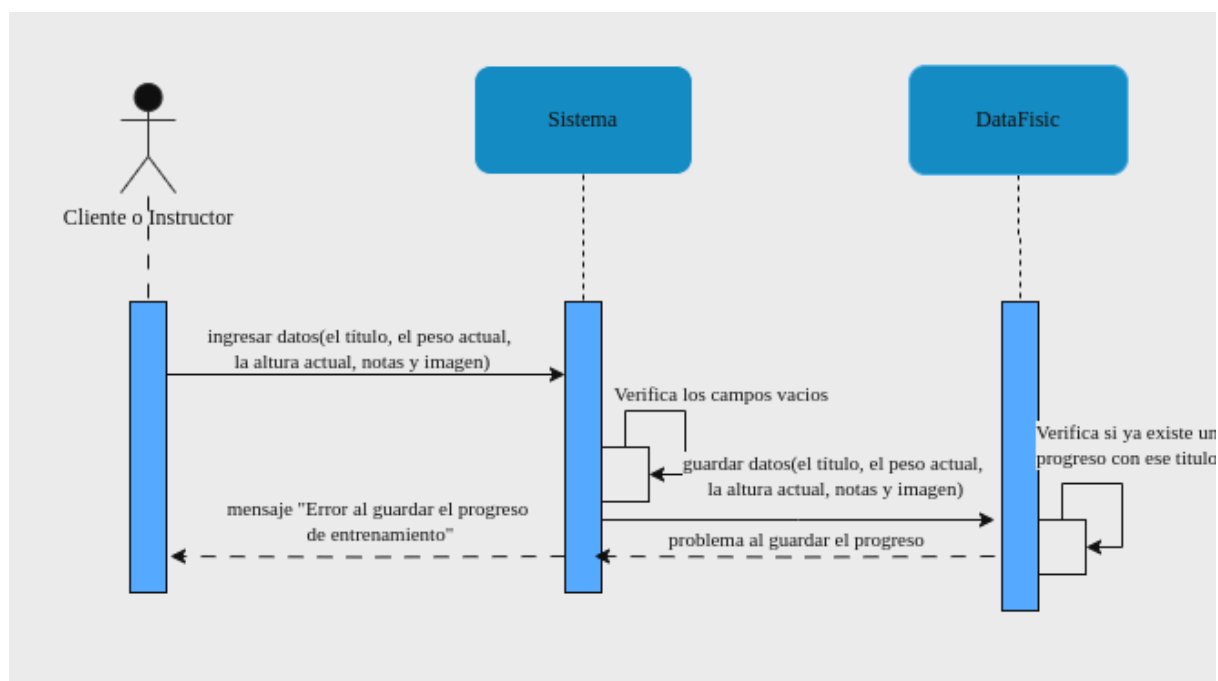 Sistema
DataFisic
Cliente o Instructor
ingresar datos(el título, el peso actual,
la altura actual, notas y imagen)
Verifica los campos vacios
Verifica si ya existe un
progreso con ese titulo
guardar datos(el título, el peso actual,
la altura actual, notas y imagen)
mensaje "Error al guardar el progreso
de entrenamiento"
problema al guardar el progreso